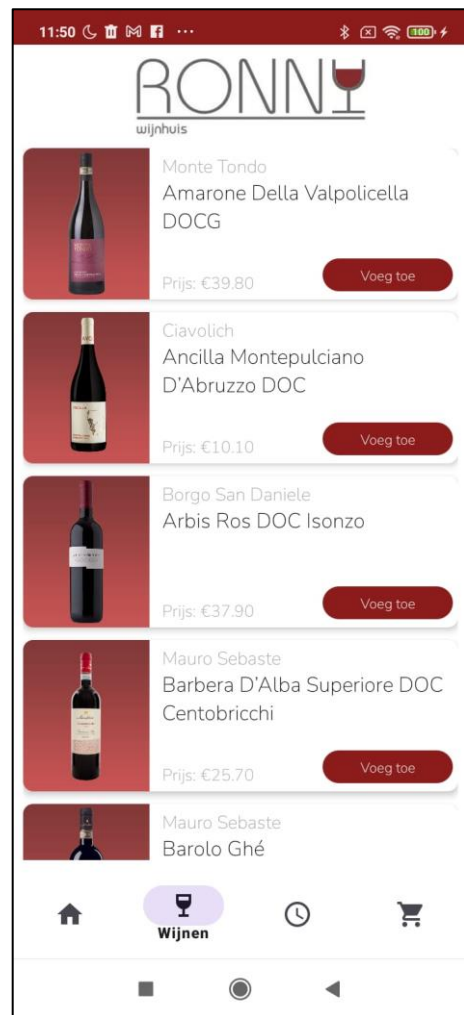 11:50
100
RONNY
wijnhuis
Monte Tondo
Amarone Della Valpolicella
DOCG
Prijs: €39.80
Voeg toe
Ciavolich
Ancilla Montepulciano
D'Abruzzo DOC
Prijs: €10.10
Voeg toe
Borgo San Daniele
Arbis Ros DOC Isonzo
Prijs: €37.90
Voeg toe
Mauro Sebaste
Barbera D'Alba Superiore DOC
Centobricchi
Prijs: €25.70
Voeg toe
Mauro Sebaste
Barolo Ghé
Wijnen